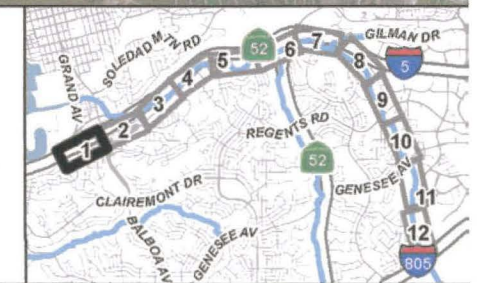 GRAND AV
SOLEDAD MTN RD
52
GILMAN DR
5
1
2
3
4
5
6
7
8
9
10
11
12
REGENTS RD
52
GENESEE AV
CLAIREMONT DR
BALBOA AV
GENESEE AV
805